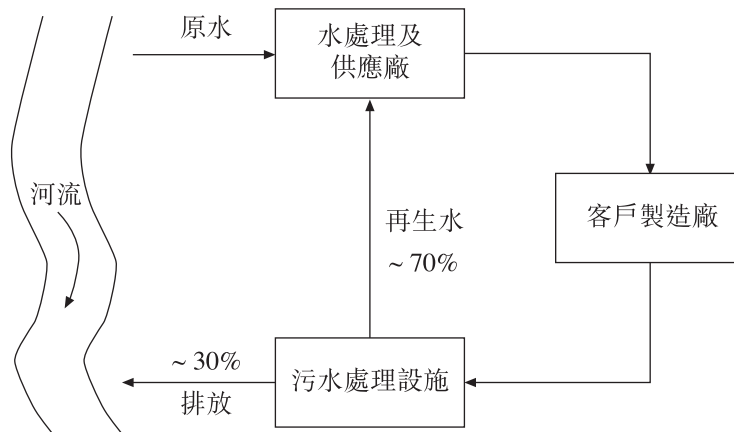 原水
水處理及
供應廠
河流
再生水
~ 70%
客戶製造廠
~ 30%
排放
污水處理設施